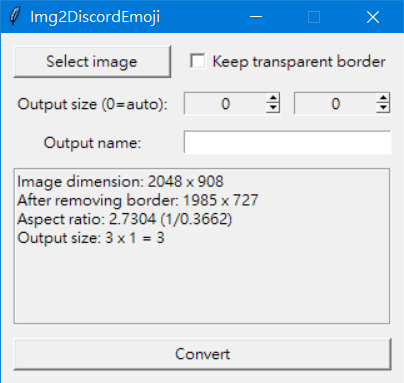 Img2DiscordEmoji
Select image
Keep transparent border
Output size (0=auto):
0
0
Output name:
Image dimension: 2048 x 908
After removing border: 1985 x 727
Aspect ratio: 2.7304 (1/0.3662)
Output size: 3 x 1 = 3
Convert